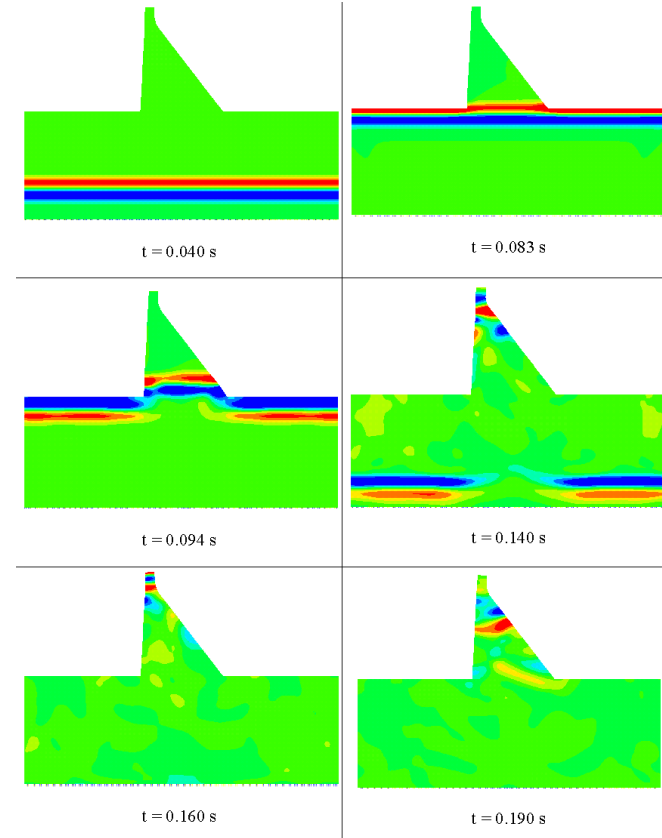 t = 0.040 s
t = 0.083 s
t = 0.094 s
t = 0.140 s
t = 0.160 s
t = 0.190 s